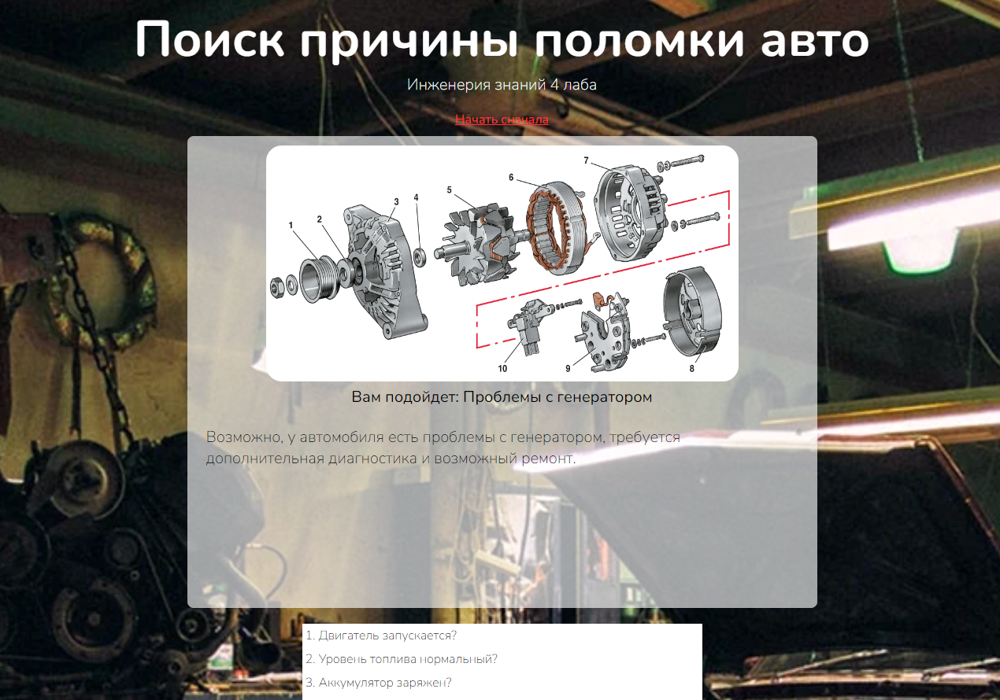 Поиск причины поломки авто
Инженерия знаний 4 лаба
Начать сначала
1
2
3
4
5
6
7
10
9
8
Вам подойдет: Проблемы с генератором
Возможно, у автомобиля есть проблемы с генератором, требуется
дополнительная диагностика и возможный ремонт.
1. Двигатель запускается?
2. Уровень топлива нормальный?
3. Аккумулятор заряжен?